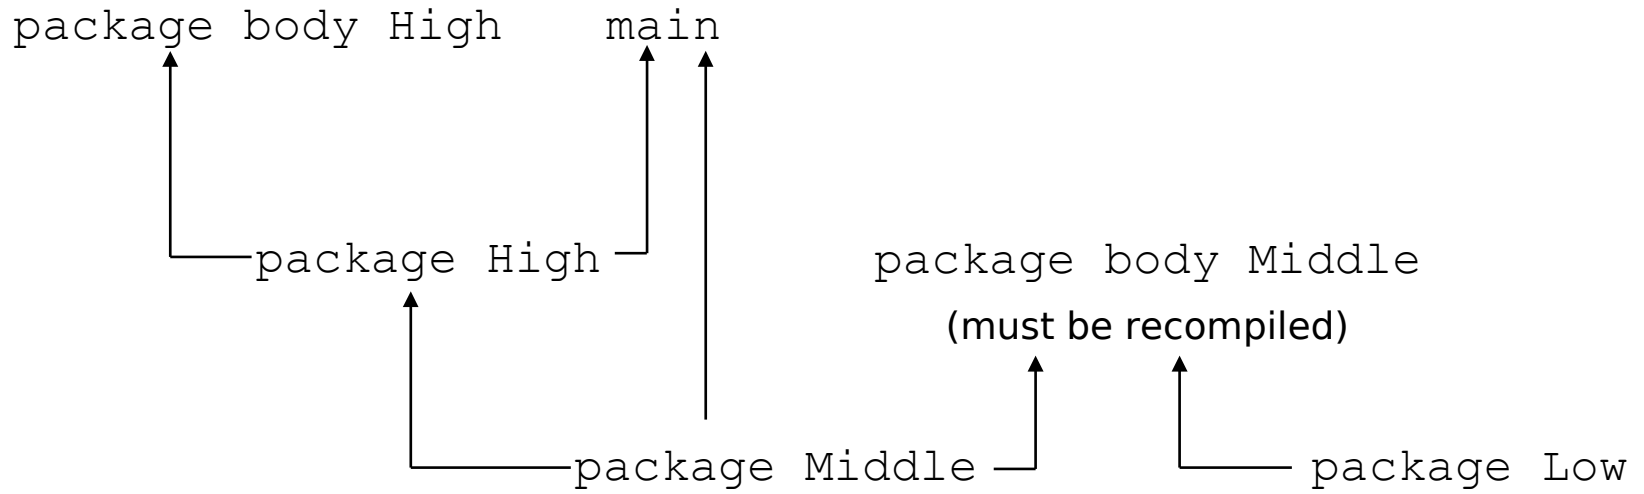 package body High
main
package High
package body Middle
(must be recompiled)
package Middle
package Low